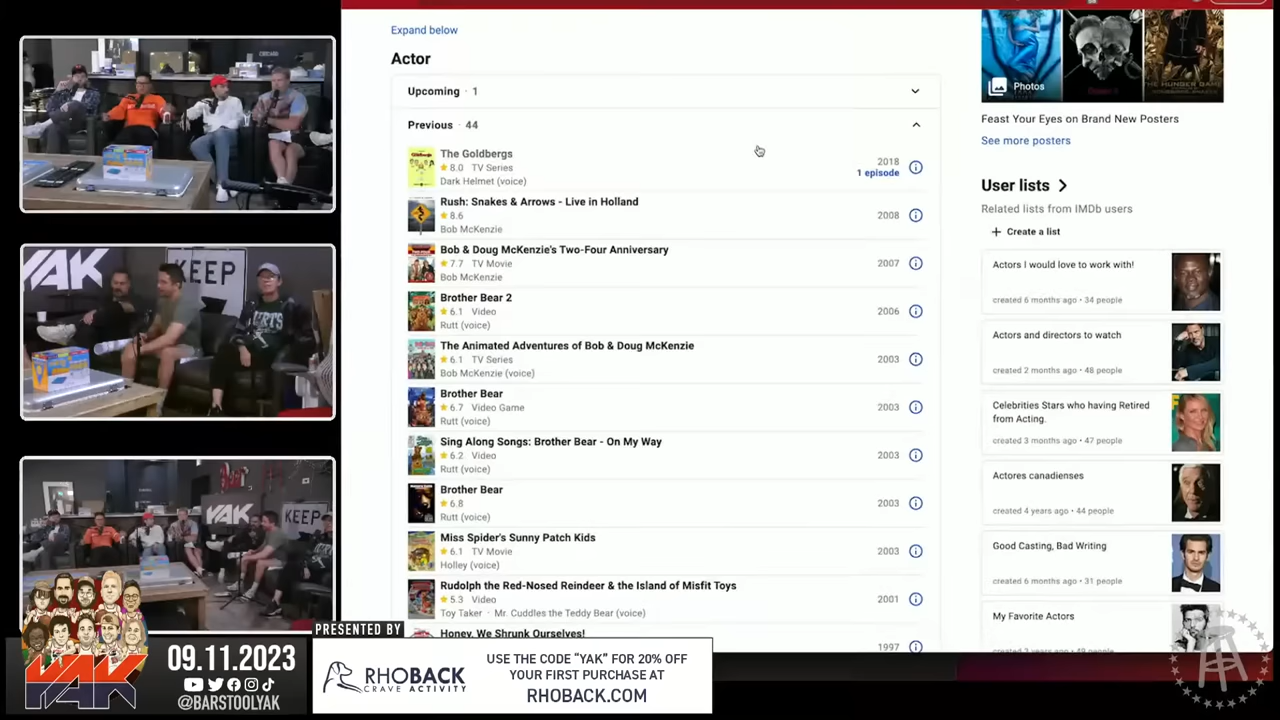 Expand below
Actor
Upcoming · 1
Previous · 44
The Goldbergs
8.0 TV Series
Dark Helmet (voice)
2018
1 episode
Rush: Snakes & Arrows - Live in Holland
8.6
Bob McKenzie
2008
Bob & Doug McKenzie's Two-Four Anniversary
7.7 TV Movie
Bob McKenzie
2007
Brother Bear 2
6.1 Video
Rutt (voice)
2006
The Animated Adventures of Bob & Doug McKenzie
6.1 TV Series
Bob McKenzie (voice)
2003
Brother Bear
6.7 Video Game
Rutt (voice)
2003
Sing Along Songs: Brother Bear - On My Way
6.2 Video
Rutt (voice)
2003
Brother Bear
6.8
Rutt (voice)
2003
Miss Spider's Sunny Patch Kids
6.1 TV Movie
Holley (voice)
2003
Rudolph the Red-Nosed Reindeer & the Island of Misfit Toys
5.3 Video
Toy Taker · Mr. Cuddles the Teddy Bear (voice)
2001
Honey, We Shrunk Ourselves!
1997
Photos
Feast Your Eyes on Brand New Posters
See more posters
User lists
Related lists from IMDb users
Create a list
Actors I would love to work with!
created 6 months ago • 34 people
Actors and directors to watch
created 2 months ago • 48 people
Celebrities Stars who having Retired
from Acting.
created 3 months ago • 47 people
Actores canadienses
created 4 years ago • 44 people
Good Casting, Bad Writing
created 6 months ago • 31 people
My Favorite Actors
YAK
KEEP
YAK
KEEP
YAK
09.11.2023
@BARSTOOLYAK
PRESENTED BY
RHOBACK
CRAVE ACTIVITY
USE THE CODE “YAK” FOR 20% OFF
YOUR FIRST PURCHASE AT
RHOBACK.COM